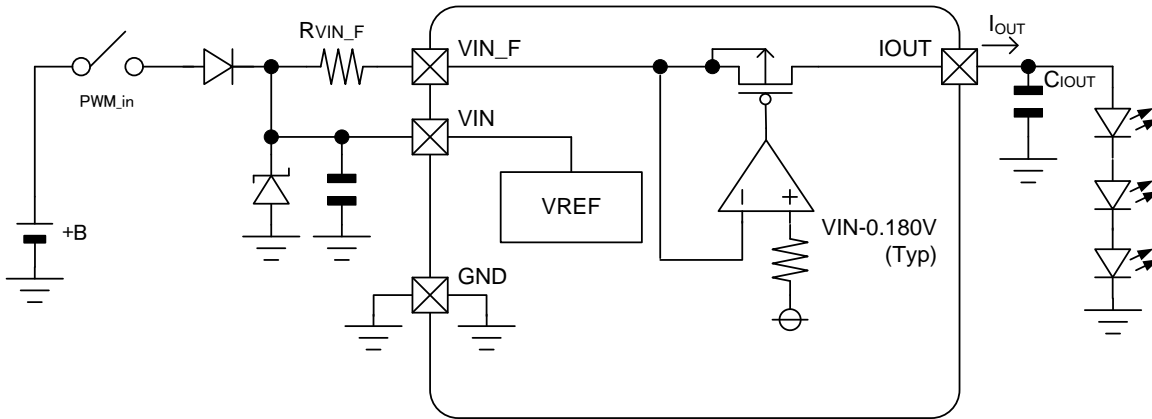 RVIN_F
VIN_F
IOUT
IOUT
PWM_in
CIOUT
VIN
+B
VREF
VIN-0.180V
(Typ)
GND